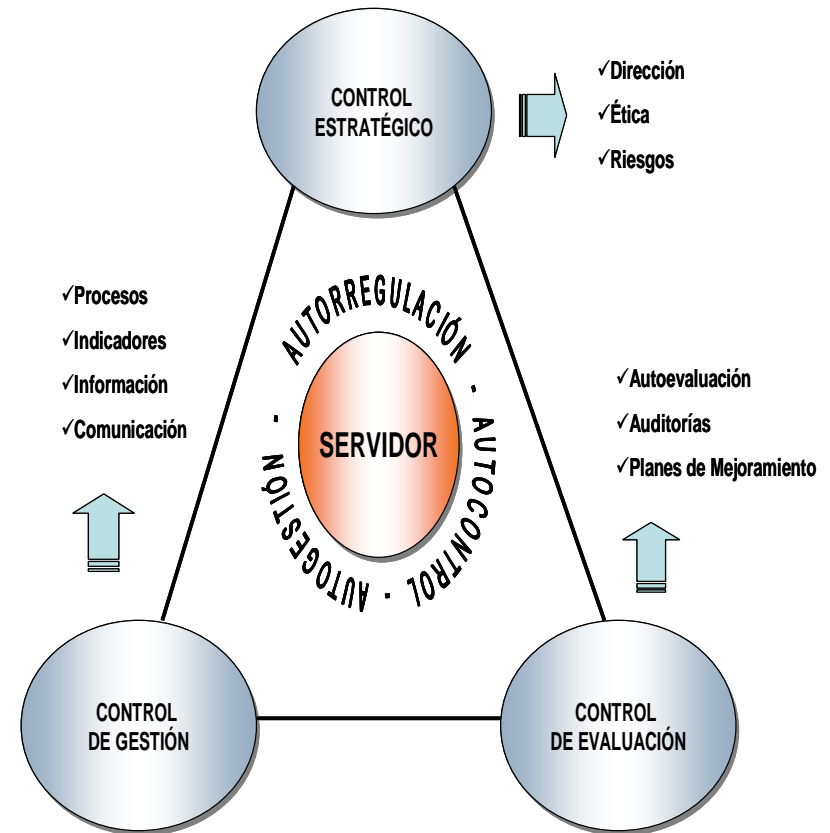 CONTROL
ESTRATÉGICO
✓Dirección
✓Ética
✓Riesgos
✓Procesos
✓Indicadores
✓Información
✓Comunicación
AUTORREGULACIÓN - AUTOCONTROL - AUTOGESTIÓN -
SERVIDOR
✓Autoevaluación
✓Auditorías
✓Planes de Mejoramiento
CONTROL
DE GESTIÓN
CONTROL
DE EVALUACIÓN